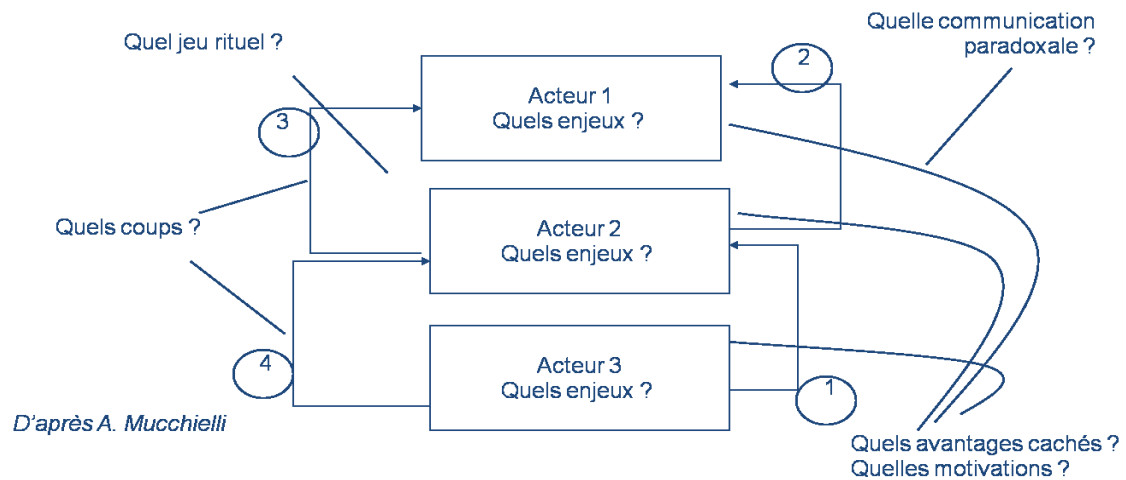 Quelle communication
paradoxale ?
Quel jeu rituel ?
2
Acteur 1
Quels enjeux ?
3
Quels coups ?
Acteur 2
Quels enjeux ?
4
Acteur 3
Quels enjeux ?
1
D'après A. Mucchielli
Quels avantages cachés ?
Quelles motivations ?